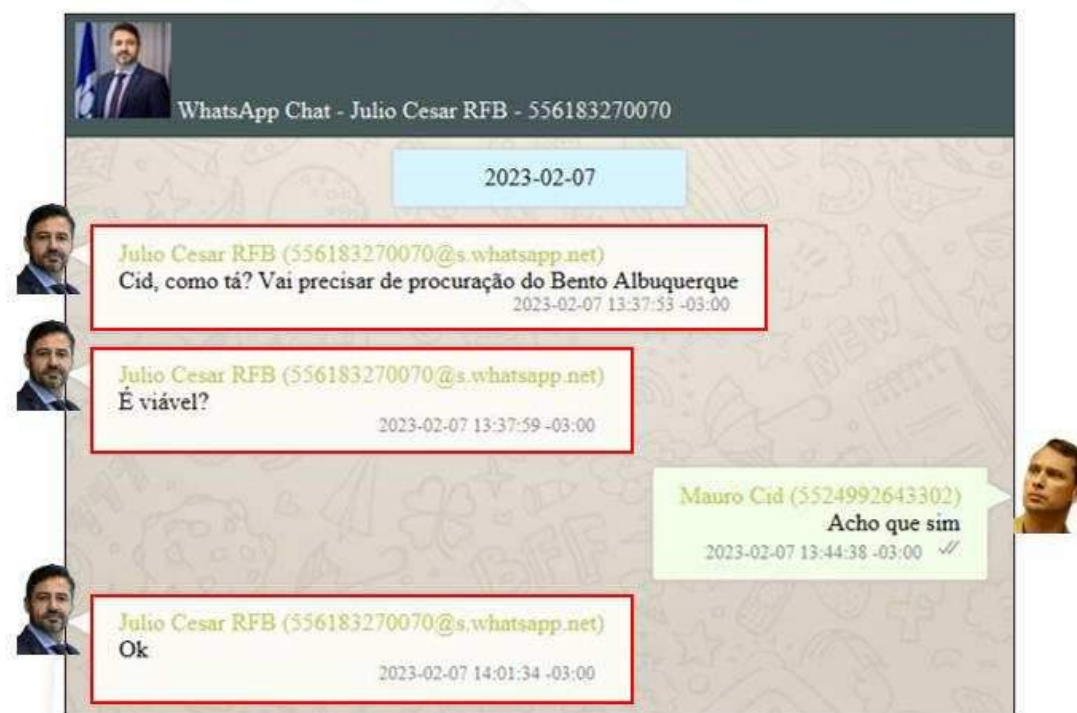 WhatsApp Chat - Julio Cesar RFB - 556183270070
2023-02-07
Julio Cesar RFB (556183270070@s.whatsapp.net)
Cid, como tá? Vai precisar de procuração do Bento Albuquerque
2023-02-07 13:37:53 -03:00
Julio Cesar RFB (556183270070@s.whatsapp.net)
É viável?
2023-02-07 13:37:59 -03:00
Mauro Cid (5524992643302)
Acho que sim
2023-02-07 13:44:38 -03:00
Julio Cesar RFB (556183270070@s.whatsapp.net)
Ok
2023-02-07 14:01:34 -03:00